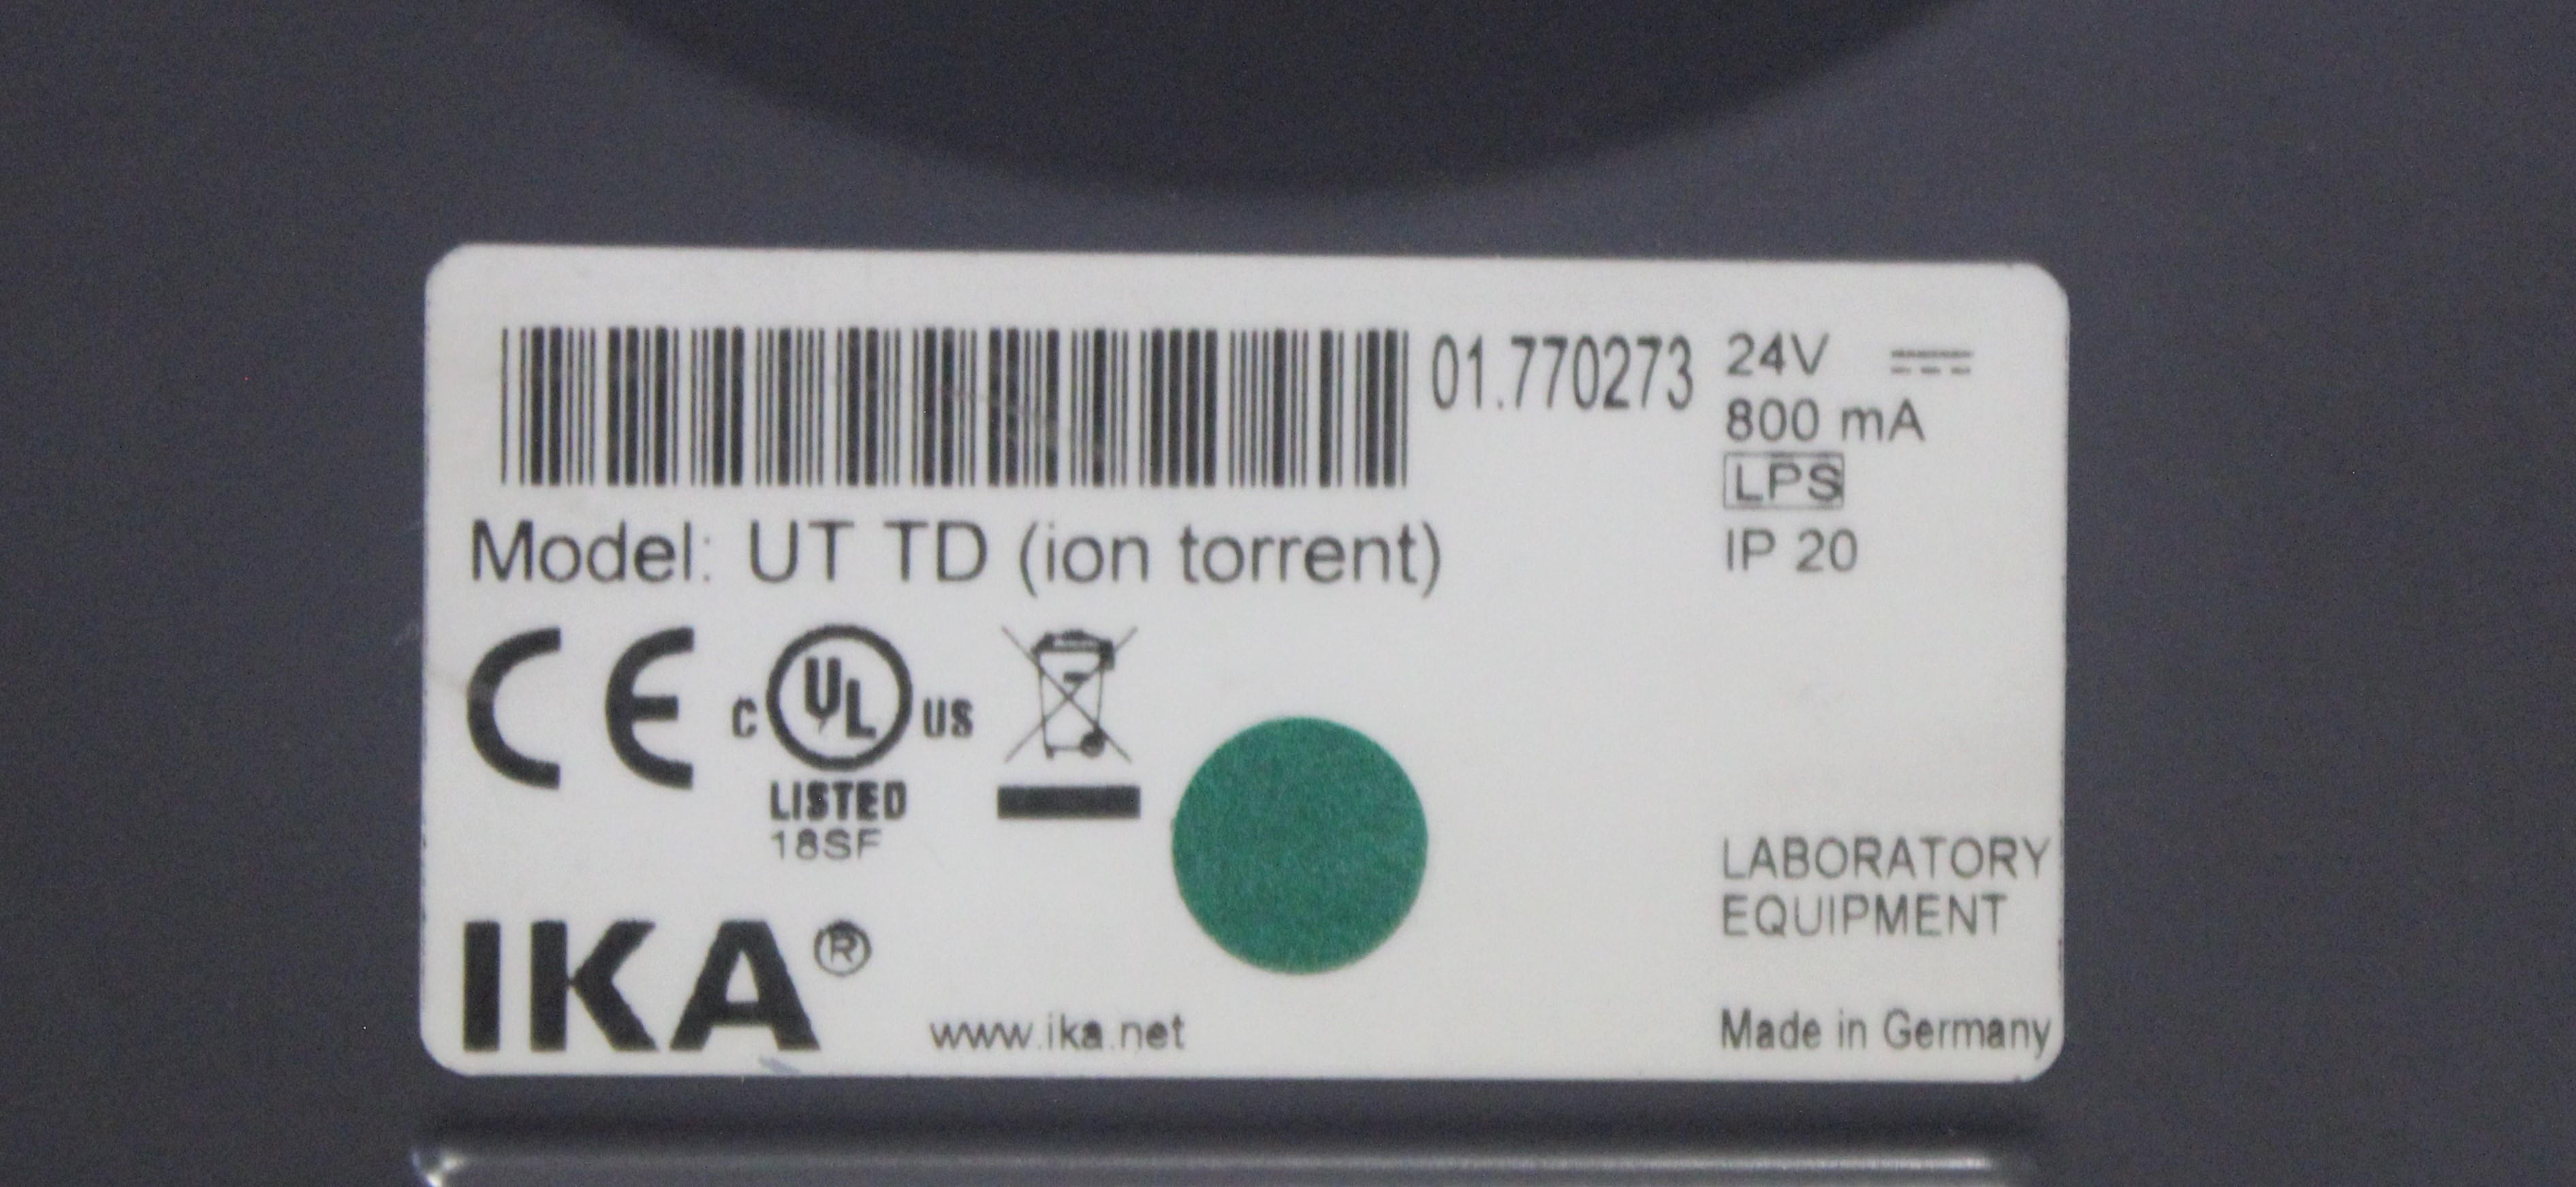 01.770273
24V
800 mA
LPS
IP 20
Model: UT TD (ion torrent)
CE
C UL US
LISTED
18SF
IKA®
www.ika.net
LABORATORY
EQUIPMENT
Made in Germany